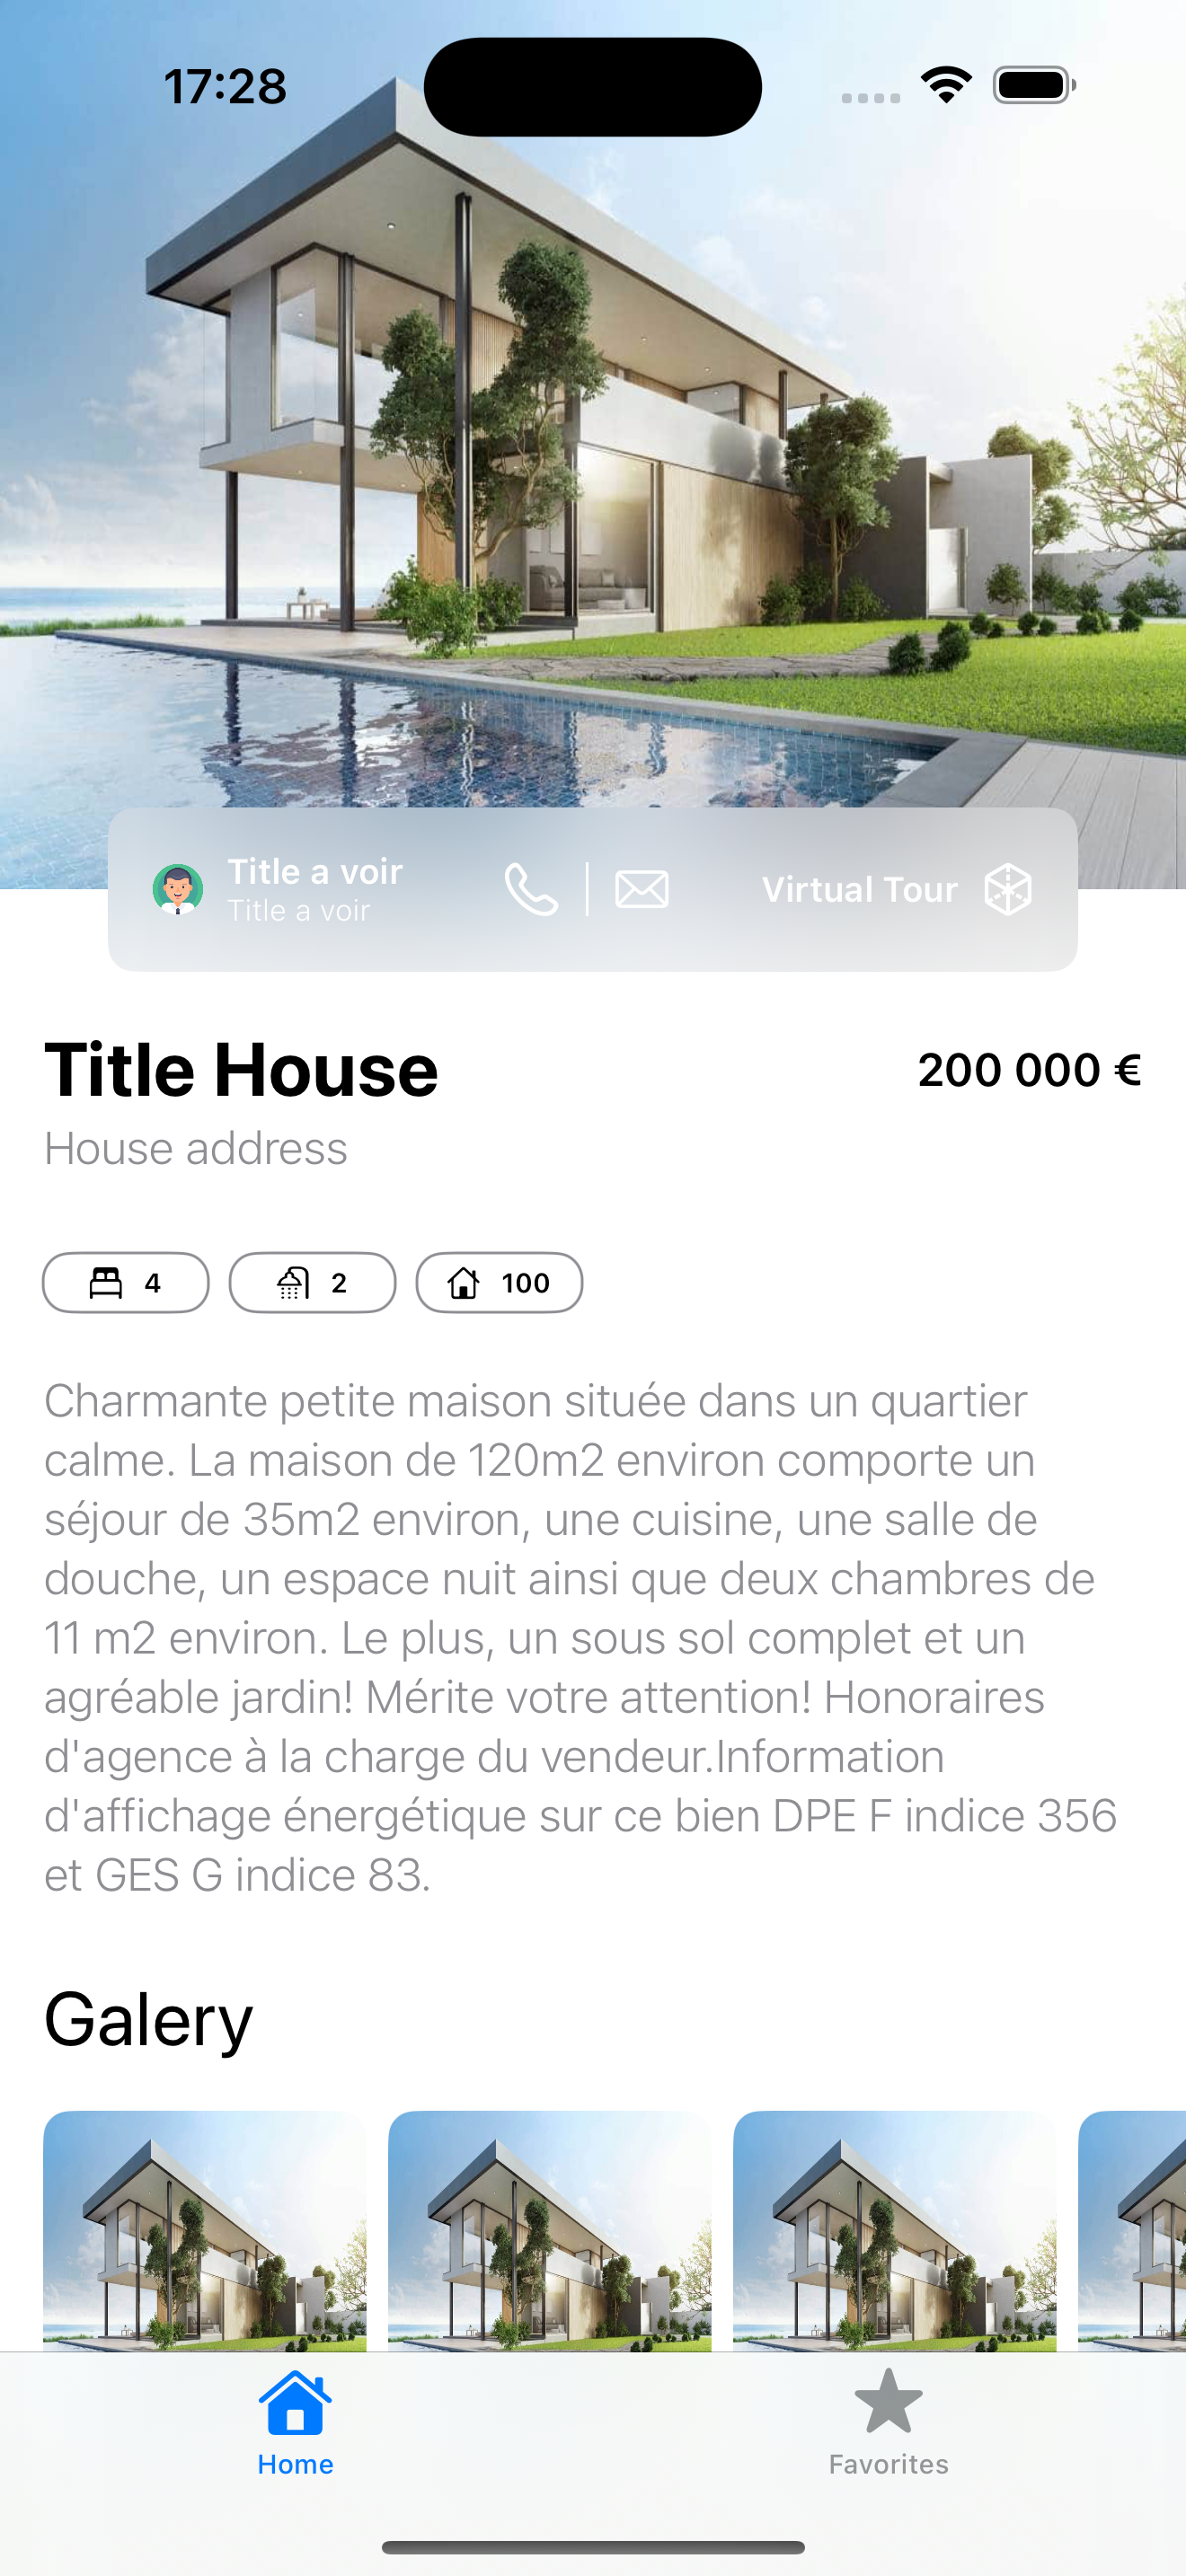 17:28
Title a voir
Title a voir
Virtual Tour
Title House
200 000 €
House address
4
2
100
Charmante petite maison située dans un quartier
calme. La maison de 120m2 environ comporte un
séjour de 35m2 environ, une cuisine, une salle de
douche, un espace nuit ainsi que deux chambres de
11 m2 environ. Le plus, un sous sol complet et un
agréable jardin! Mérite votre attention! Honoraires
d'agence à la charge du vendeur.Information
d'affichage énergétique sur ce bien DPE F indice 356
et GES G indice 83.
Galery
Home
Favorites